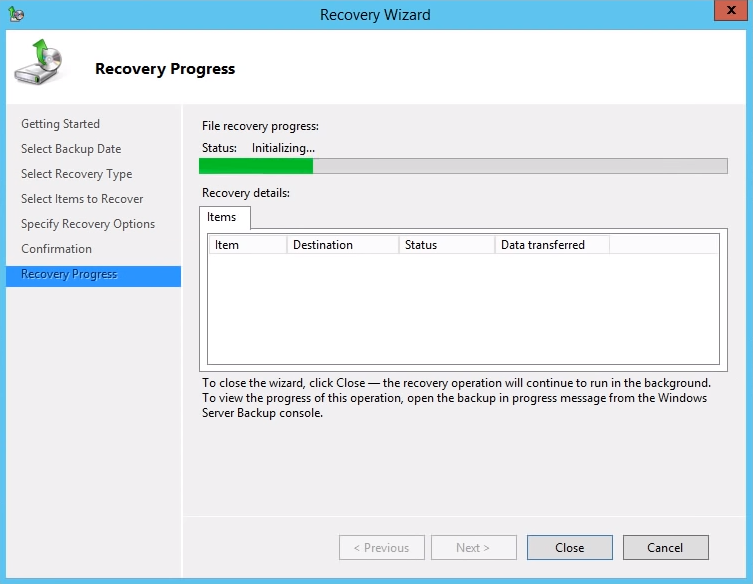 Recovery Wizard
x
Recovery Progress
Getting Started
Select Backup Date
Select Recovery Type
Select Items to Recover
Specify Recovery Options
Confirmation
Recovery Progress
File recovery progress:
Status: Initializing...
Recovery details:
Items
Item Destination Status Data transferred
To close the wizard, click Close — the recovery operation will continue to run in the background.
To view the progress of this operation, open the backup in progress message from the Windows
Server Backup console.
< Previous Next > Close Cancel